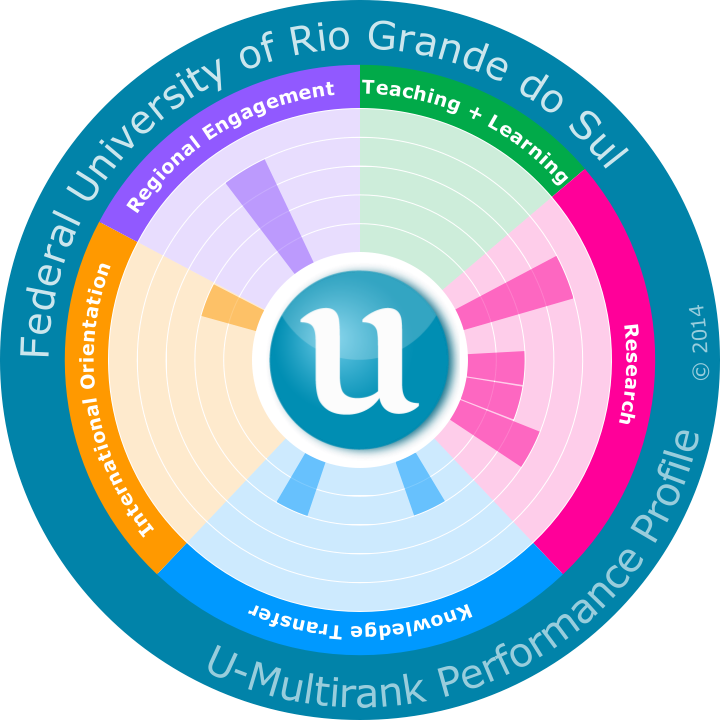 Federal University of Rio Grande do Sul
Regional Engagement
Teaching + Learning
Research
Knowledge Transfer
International Orientation
u
U-Multirank Performance Profile
© 2014